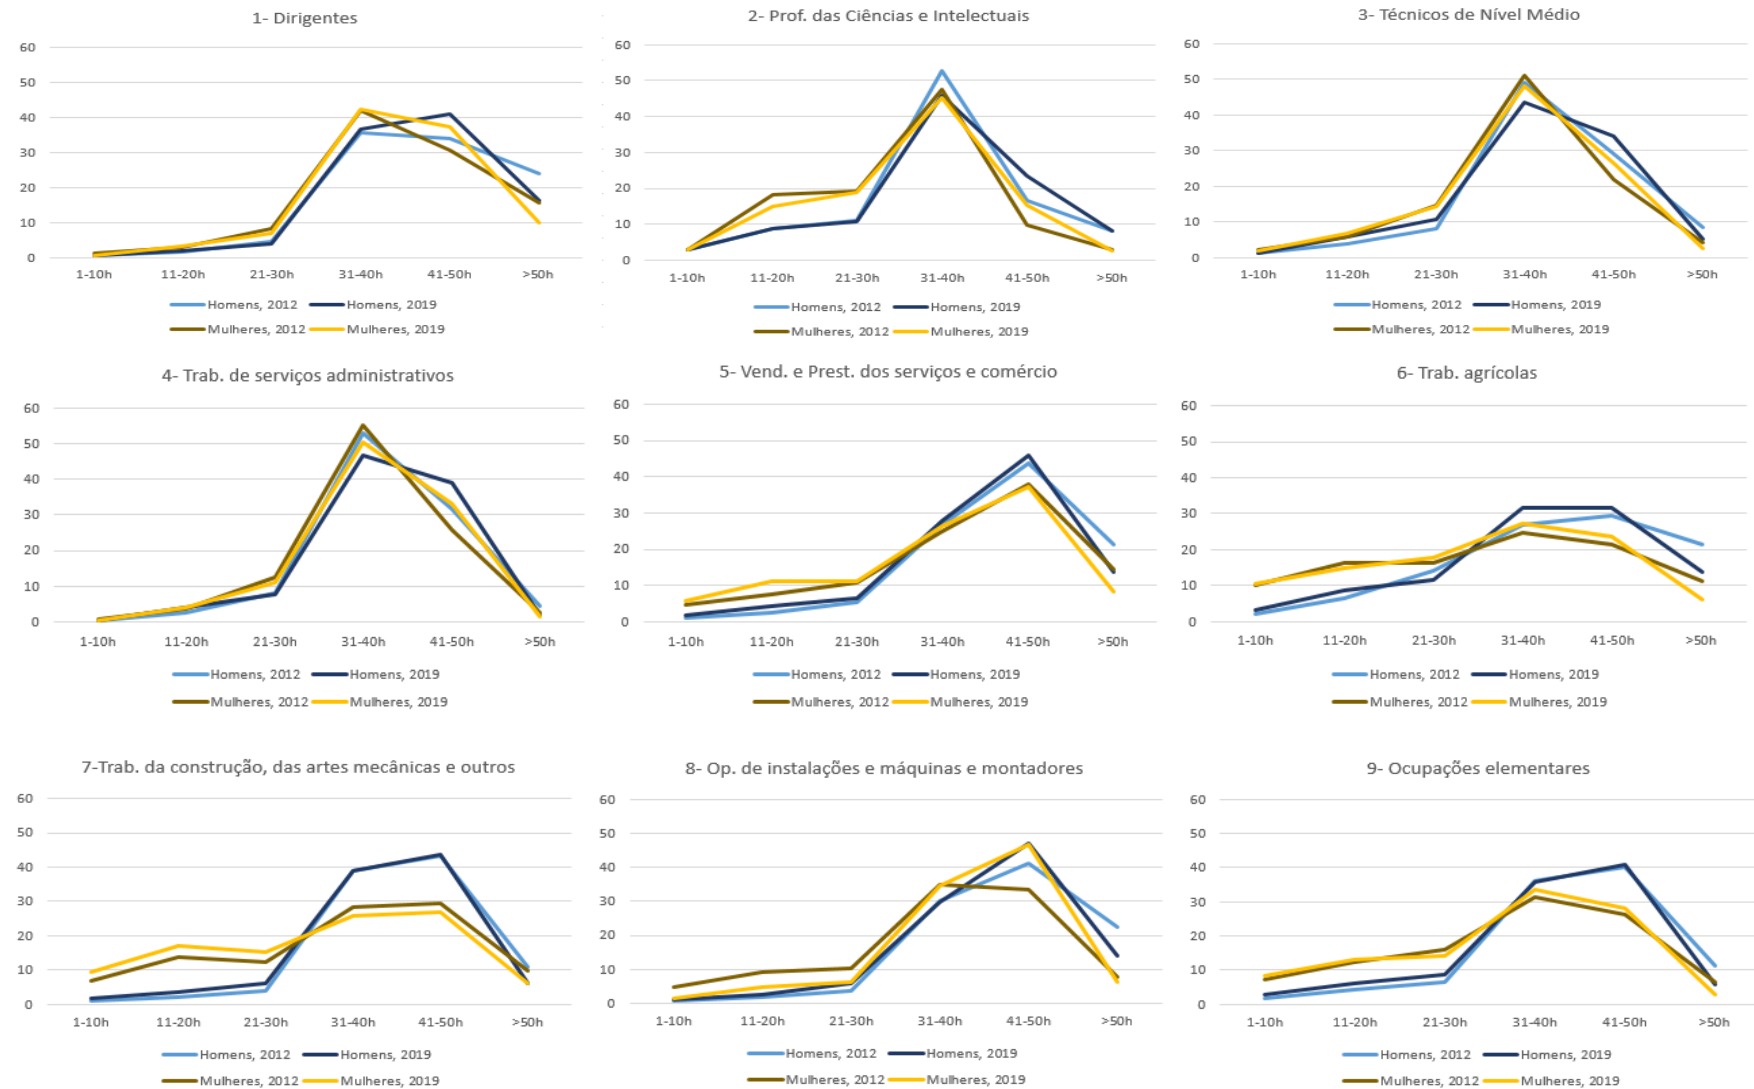 1- Dirigentes
60
50
40
30
20
10
0
1-10h 11-20h 21-30h 31-40h 41-50h >50h
Homens, 2012 Homens, 2019
Mulheres, 2012 Mulheres, 2019
2- Prof. das Ciências e Intelectuais
60
50
40
30
20
10
0
1-10h 11-20h 21-30h 31-40h 41-50h >50h
Homens, 2012 Homens, 2019
Mulheres, 2012 Mulheres, 2019
3- Técnicos de Nível Médio
60
50
40
30
20
10
0
1-10h 11-20h 21-30h 31-40h 41-50h >50h
Homens, 2012 Homens, 2019
Mulheres, 2012 Mulheres, 2019
4- Trab. de serviços administrativos
60
50
40
30
20
10
0
1-10h 11-20h 21-30h 31-40h 41-50h >50h
Homens, 2012 Homens, 2019
Mulheres, 2012 Mulheres, 2019
5- Vend. e Prest. dos serviços e comércio
60
50
40
30
20
10
0
1-10h 11-20h 21-30h 31-40h 41-50h >50h
Homens, 2012 Homens, 2019
Mulheres, 2012 Mulheres, 2019
6- Trab. agrícolas
60
50
40
30
20
10
0
1-10h 11-20h 21-30h 31-40h 41-50h >50h
Homens, 2012 Homens, 2019
Mulheres, 2012 Mulheres, 2019
7-Trab. da construção, das artes mecânicas e outros
60
50
40
30
20
10
0
1-10h 11-20h 21-30h 31-40h 41-50h >50h
Homens, 2012 Homens, 2019
Mulheres, 2012 Mulheres, 2019
8- Op. de instalações e máquinas e montadores
60
50
40
30
20
10
0
1-10h 11-20h 21-30h 31-40h 41-50h >50h
Homens, 2012 Homens, 2019
Mulheres, 2012 Mulheres, 2019
9- Ocupações elementares
60
50
40
30
20
10
0
1-10h 11-20h 21-30h 31-40h 41-50h >50h
Homens, 2012 Homens, 2019
Mulheres, 2012 Mulheres, 2019